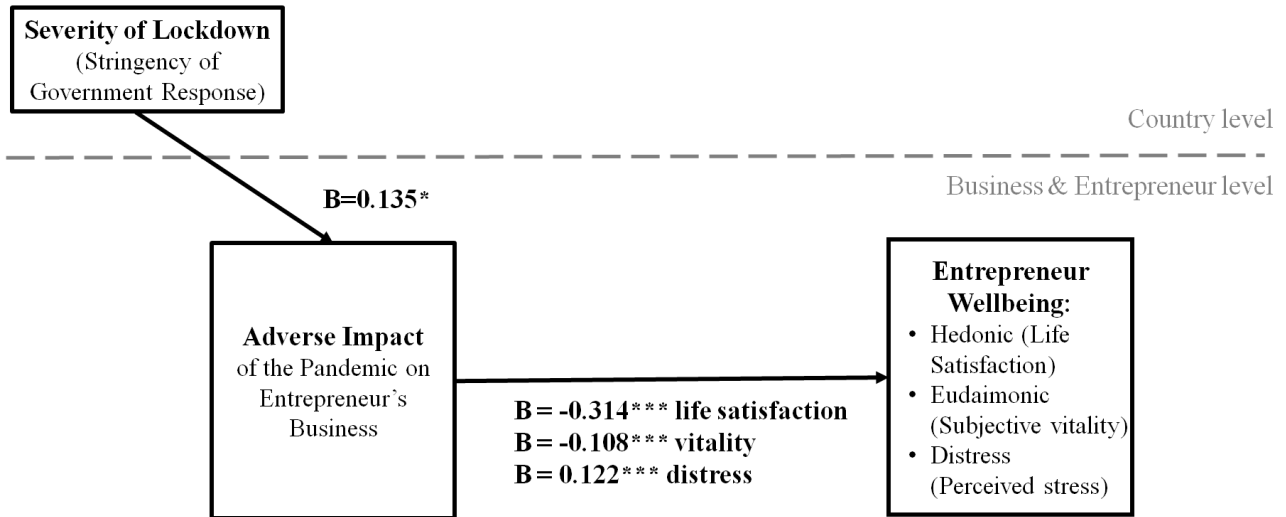 Severity of Lockdown
(Stringency of
Government Response)
Country level
Business & Entrepreneur level
B=0.135*
Adverse Impact
of the Pandemic on
Entrepreneur's
Business
B = -0.314*** life satisfaction
B = -0.108*** vitality
B = 0.122*** distress
Entrepreneur
Wellbeing:
• Hedonic (Life
Satisfaction)
• Eudaimonic
(Subjective vitality)
• Distress
(Perceived stress)